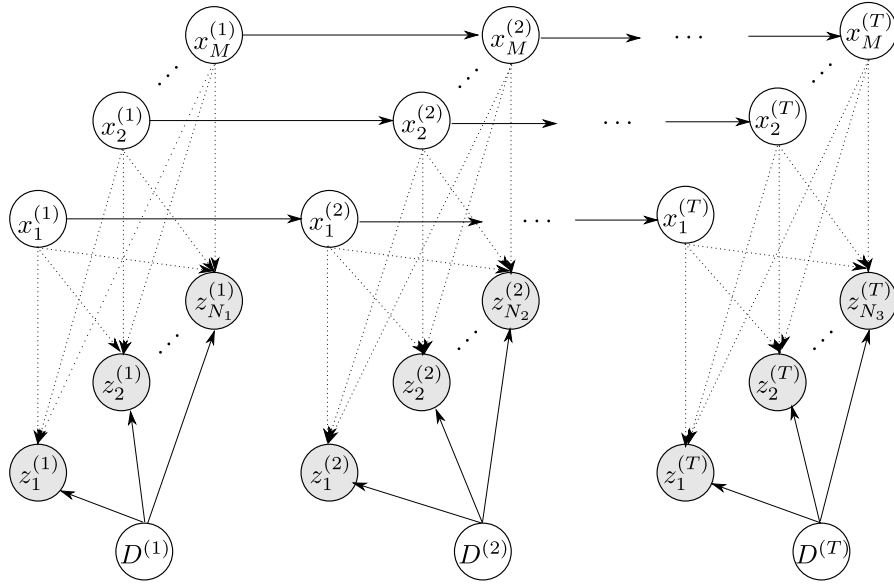 x_M^{(1)} x_M^{(2)} ... x_M^{(T)}
x_2^{(1)} x_2^{(2)} ... x_2^{(T)}
x_1^{(1)} x_1^{(2)} ... x_1^{(T)}
z_{N_1}^{(1)} z_{N_2}^{(2)} z_{N_3}^{(T)}
z_2^{(1)} z_2^{(2)} z_2^{(T)}
z_1^{(1)} z_1^{(2)} z_1^{(T)}
D^{(1)} D^{(2)} D^{(T)}